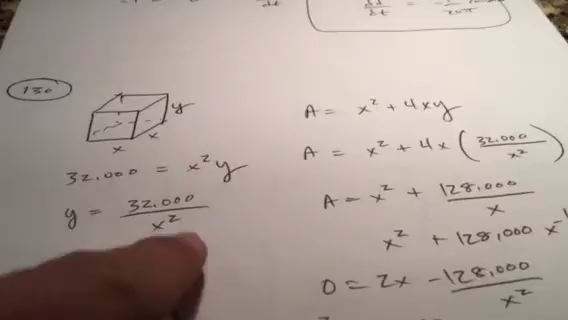 130
y
x
x
32,000 = x²y
y = 32,000 / x²
A = x² + 4xy
A = x² + 4x (32,000 / x²)
A = x² + 128,000 / x
x² + 128,000 x⁻
0 = 2x - 128,000 / x²